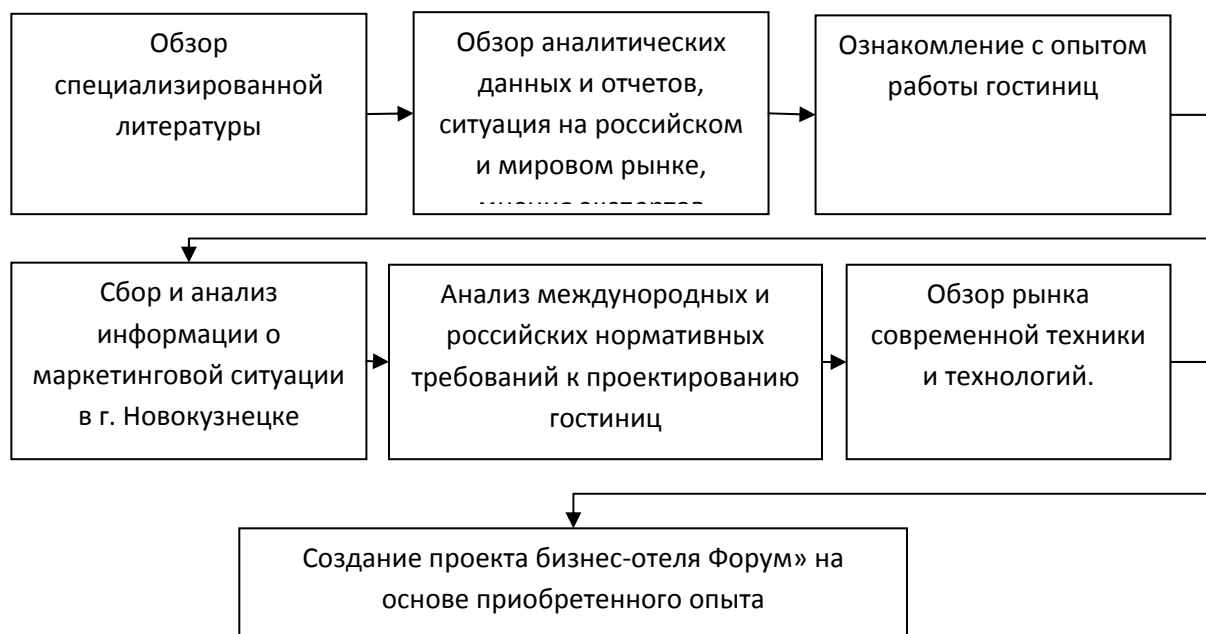 Обзор
специализированной
литературы
Обзор аналитических
данных и отчетов,
ситуация на российском
и мировом рынке,
Ознакомление с опытом
работы гостиниц
Сбор и анализ
информации о
маркетинговой ситуации
в г. Новокузнецке
Анализ междунородных и
российских нормативных
требований к проектированию
гостиниц
Обзор рынка
современной техники
и технологий.
Создание проекта бизнес-отеля Форум» на
основе приобретенного опыта